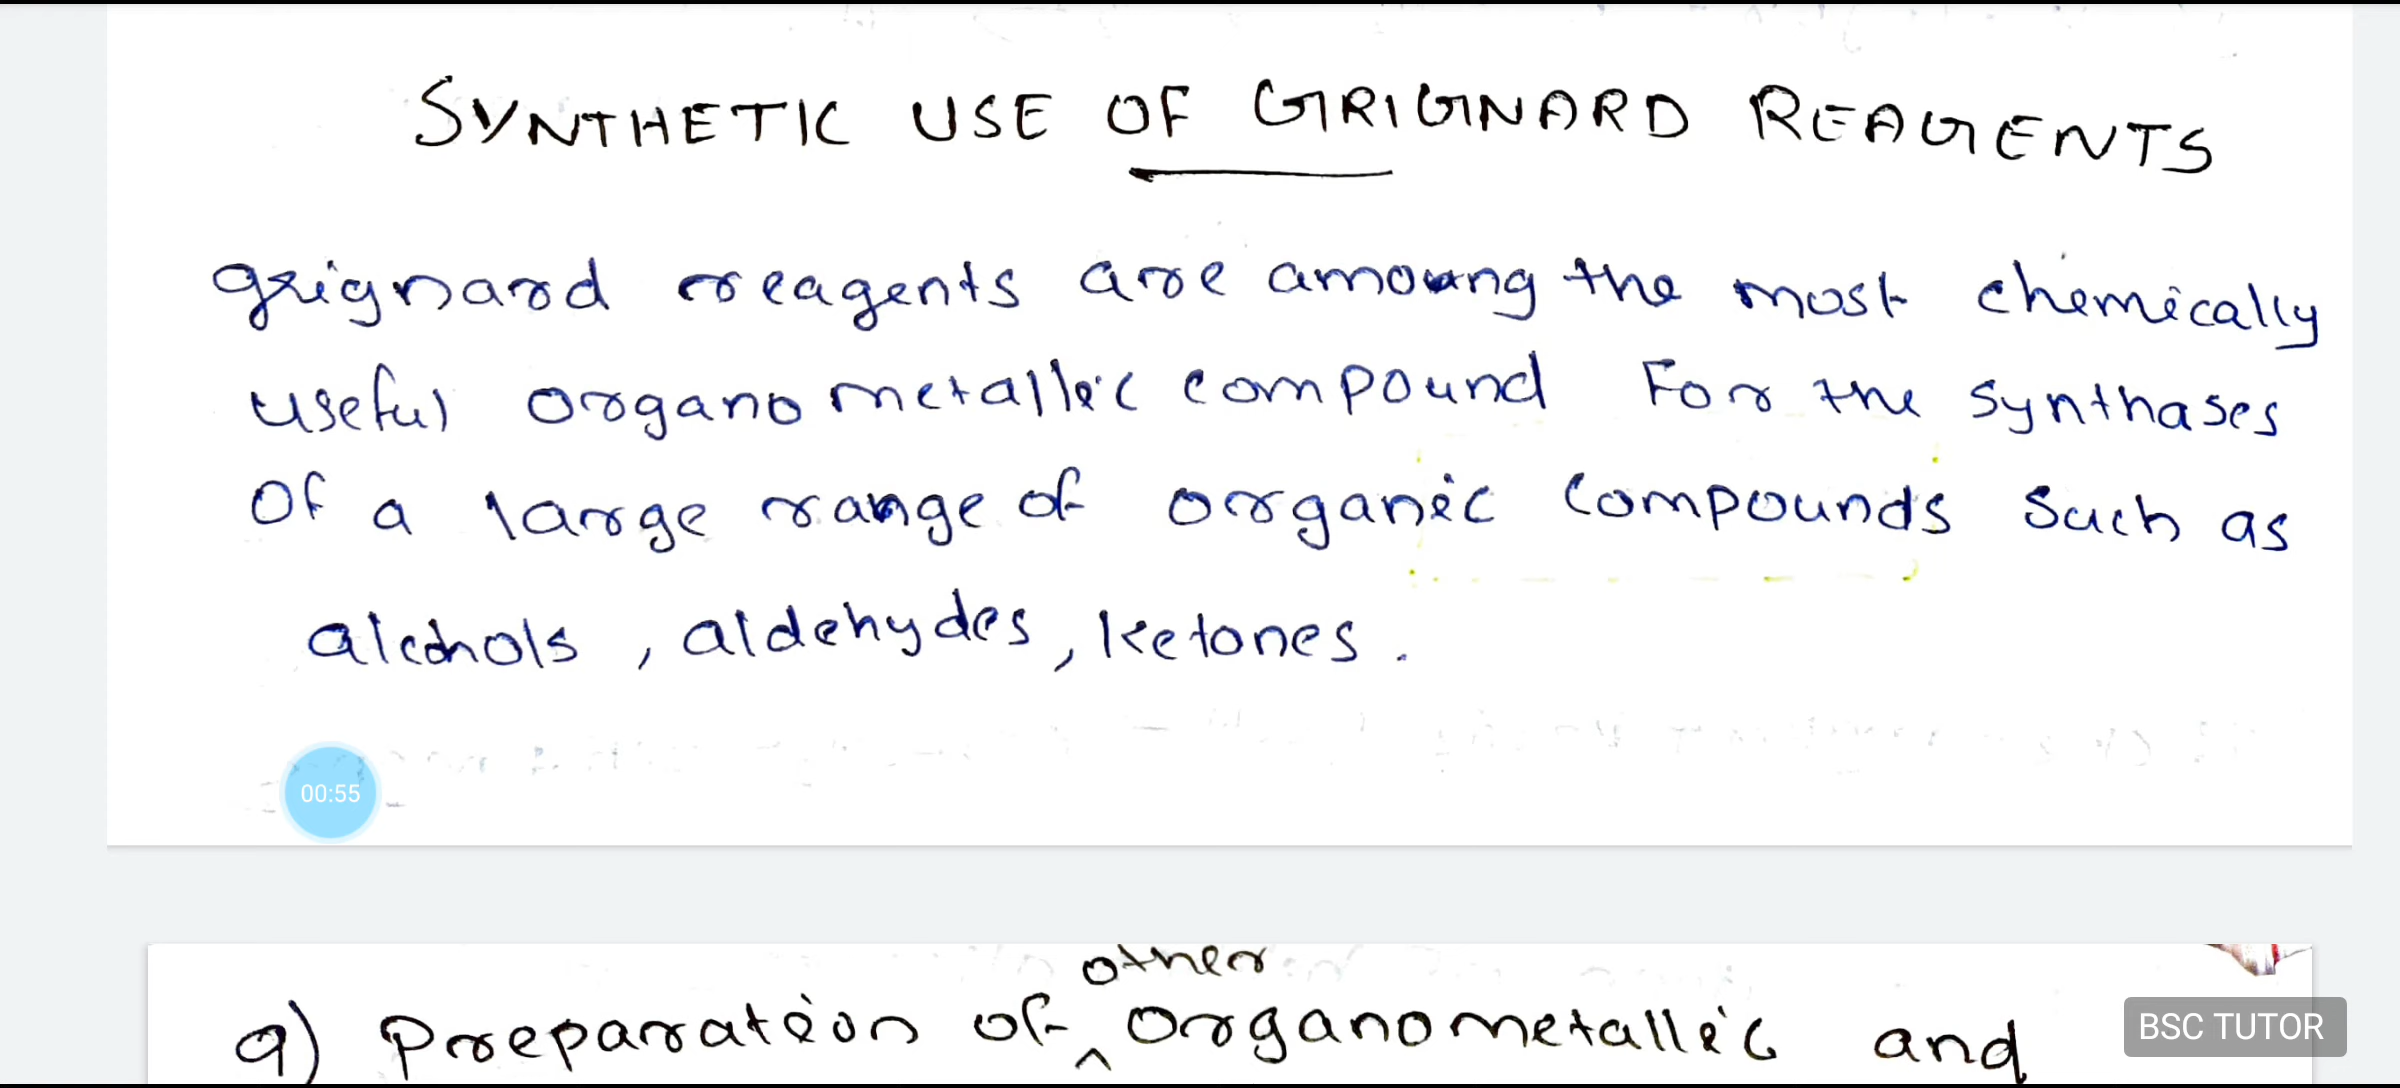 SYNTHETIC USE OF GRIGNARD REAGENTS
grignard reagents are amoung the most chemically
useful organometallic compound For the synthases
of a large range of organic compounds such as
alcohols, aldehydes, ketones.
00:55
other
a) Preparation of ^ organometallic and
BSC TUTOR